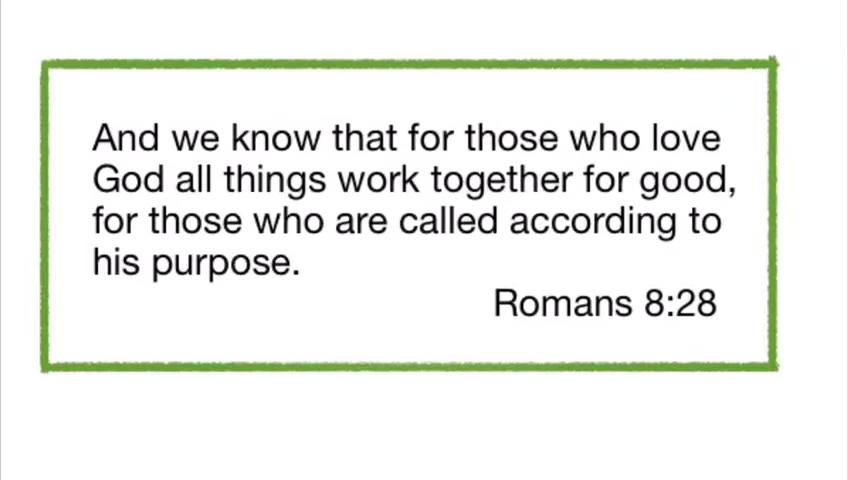 And we know that for those who love
God all things work together for good,
for those who are called according to
his purpose.
Romans 8:28